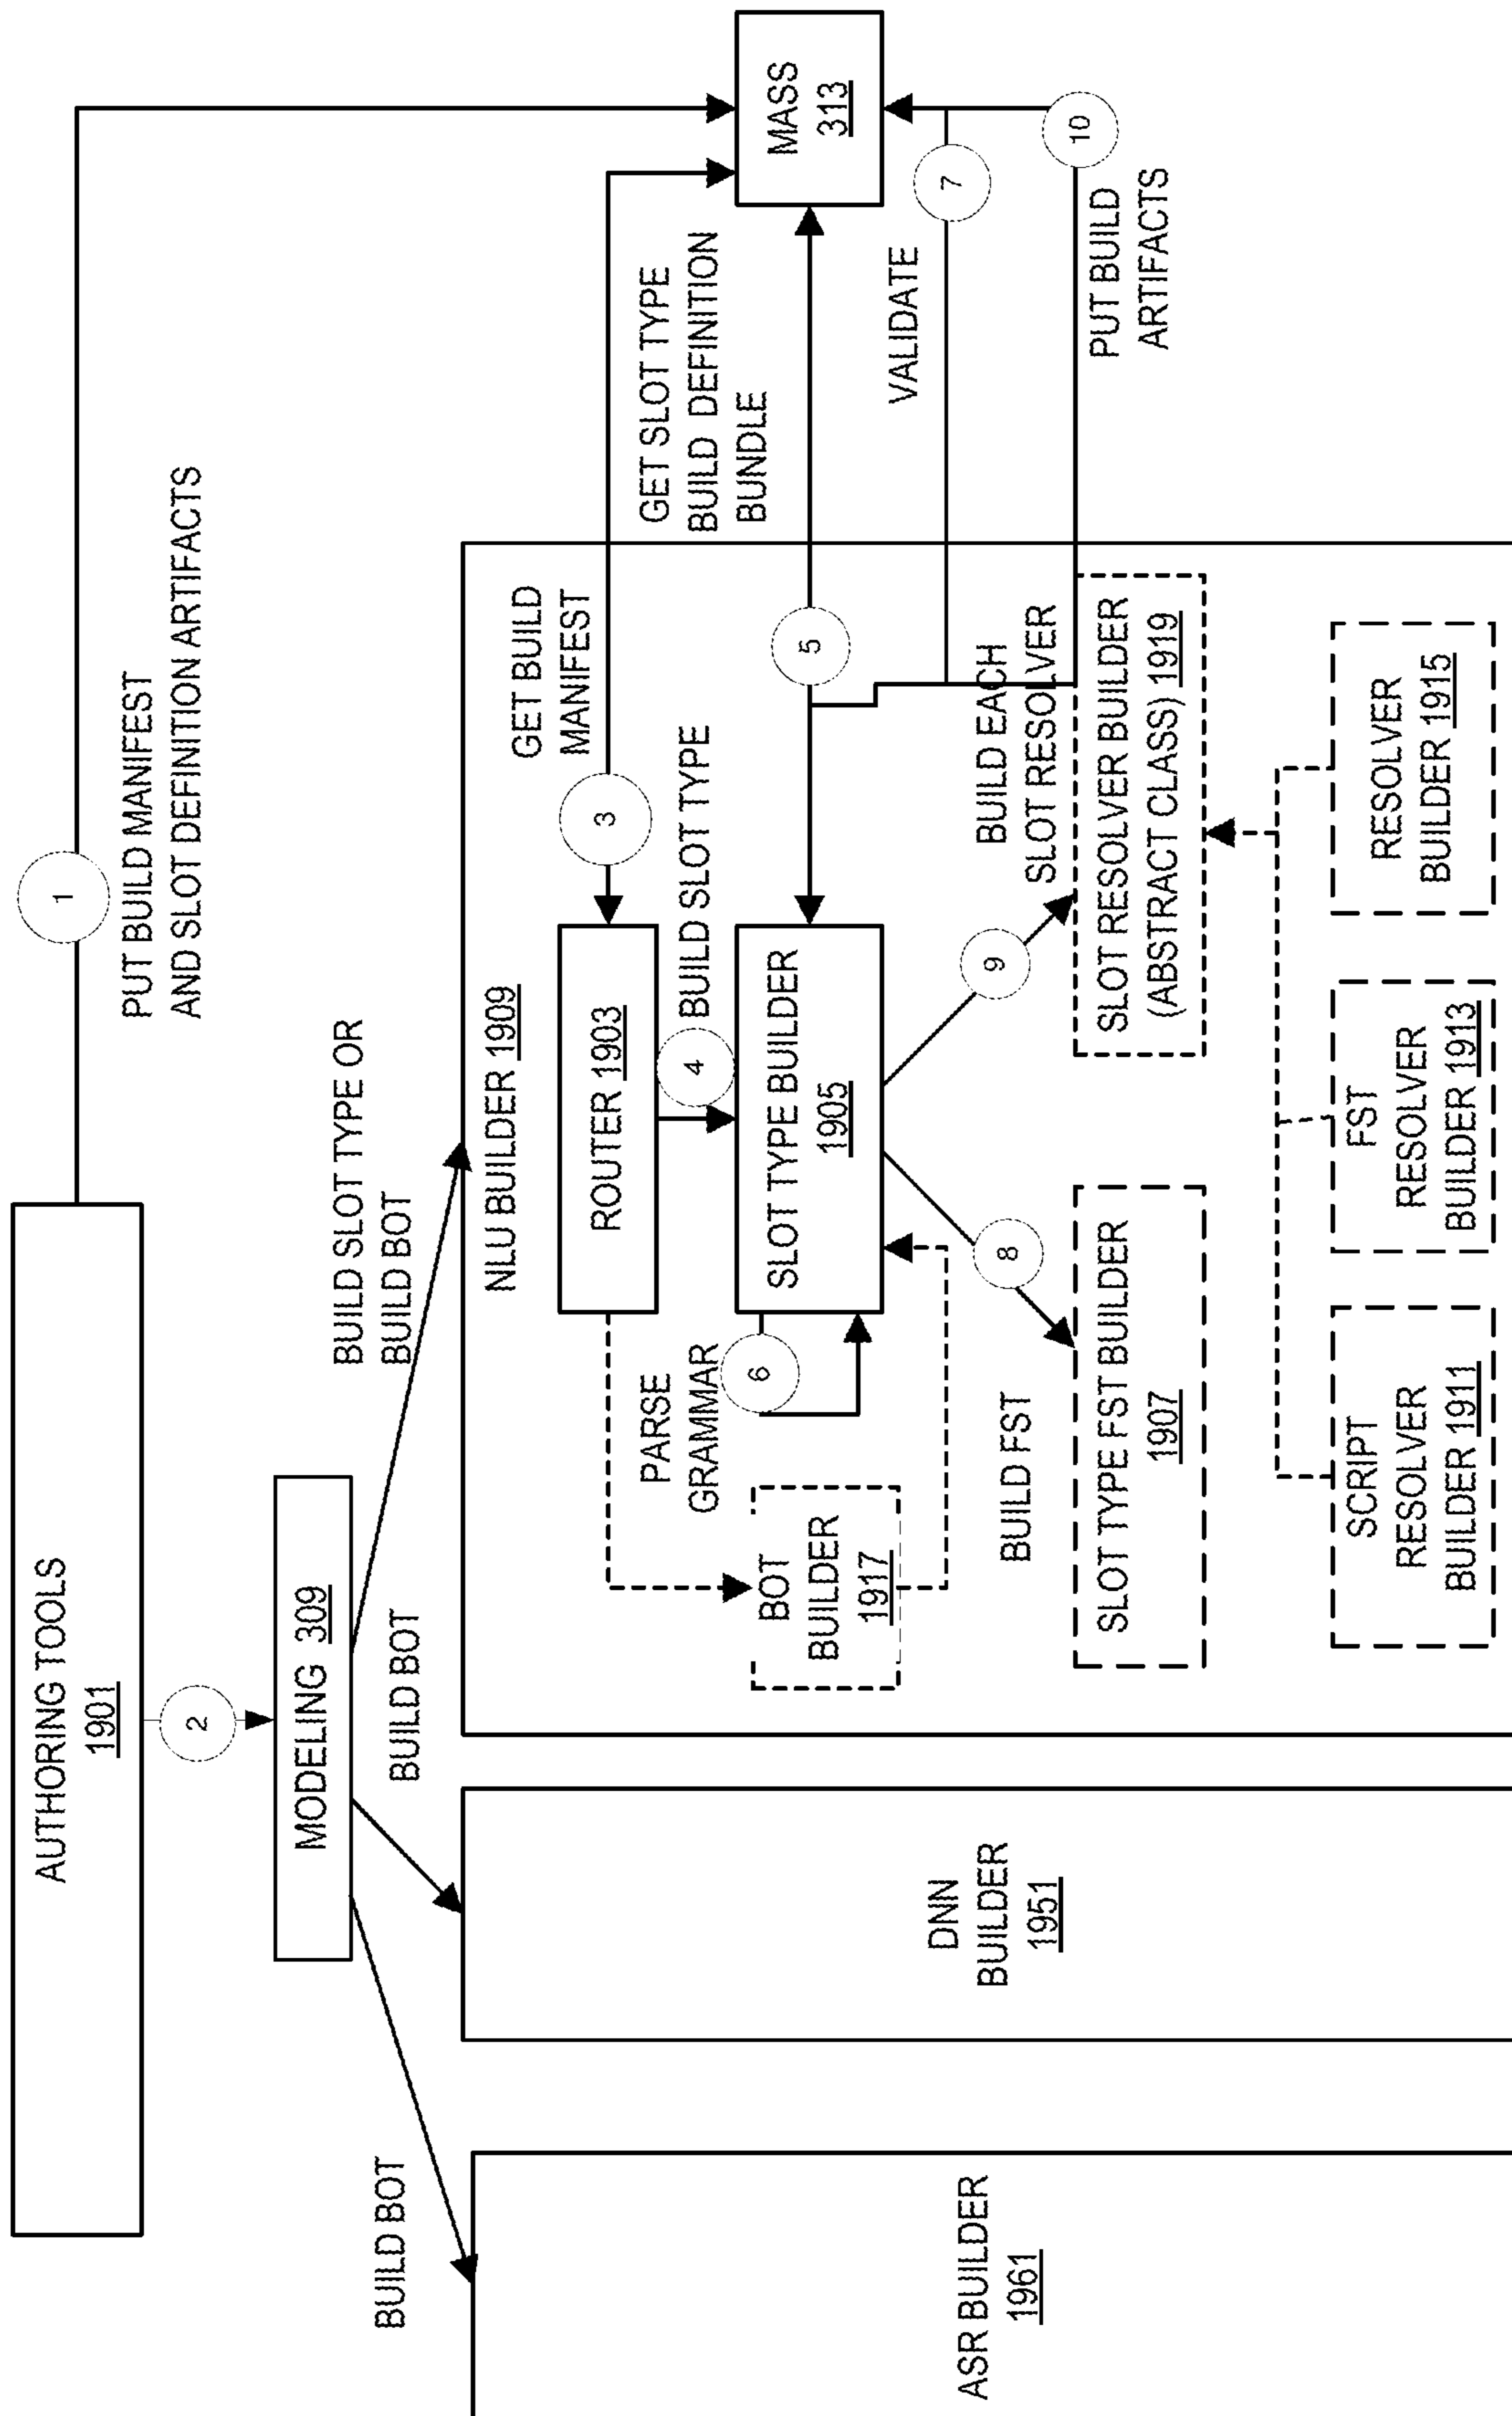 AUTHORING TOOLS
1901
1
PUT BUILD MANIFEST
AND SLOT DEFINITION ARTIFACTS
2
MODELING 309
BUILD BOT
BUILD BOT
BUILD SLOT TYPE OR
BUILD BOT
ASR BUILDER
1961
DNN
BUILDER
1951
NLU BUILDER 1909
ROUTER 1903
3
GET BUILD
MANIFEST
4
BUILD SLOT TYPE
PARSE
GRAMMAR
6
BOT
BUILDER
1917
SLOT TYPE BUILDER
1905
5
GET SLOT TYPE
BUILD DEFINITION
BUNDLE
MASS
313
VALIDATE
7
BUILD FST
8
9
BUILD EACH
SLOT RESOLVER
10
PUT BUILD
ARTIFACTS
SLOT TYPE FST BUILDER
1907
SLOT RESOLVER BUILDER
(ABSTRACT CLASS) 1919
SCRIPT
RESOLVER
BUILDER 1911
FST
RESOLVER
BUILDER 1913
RESOLVER
BUILDER 1915